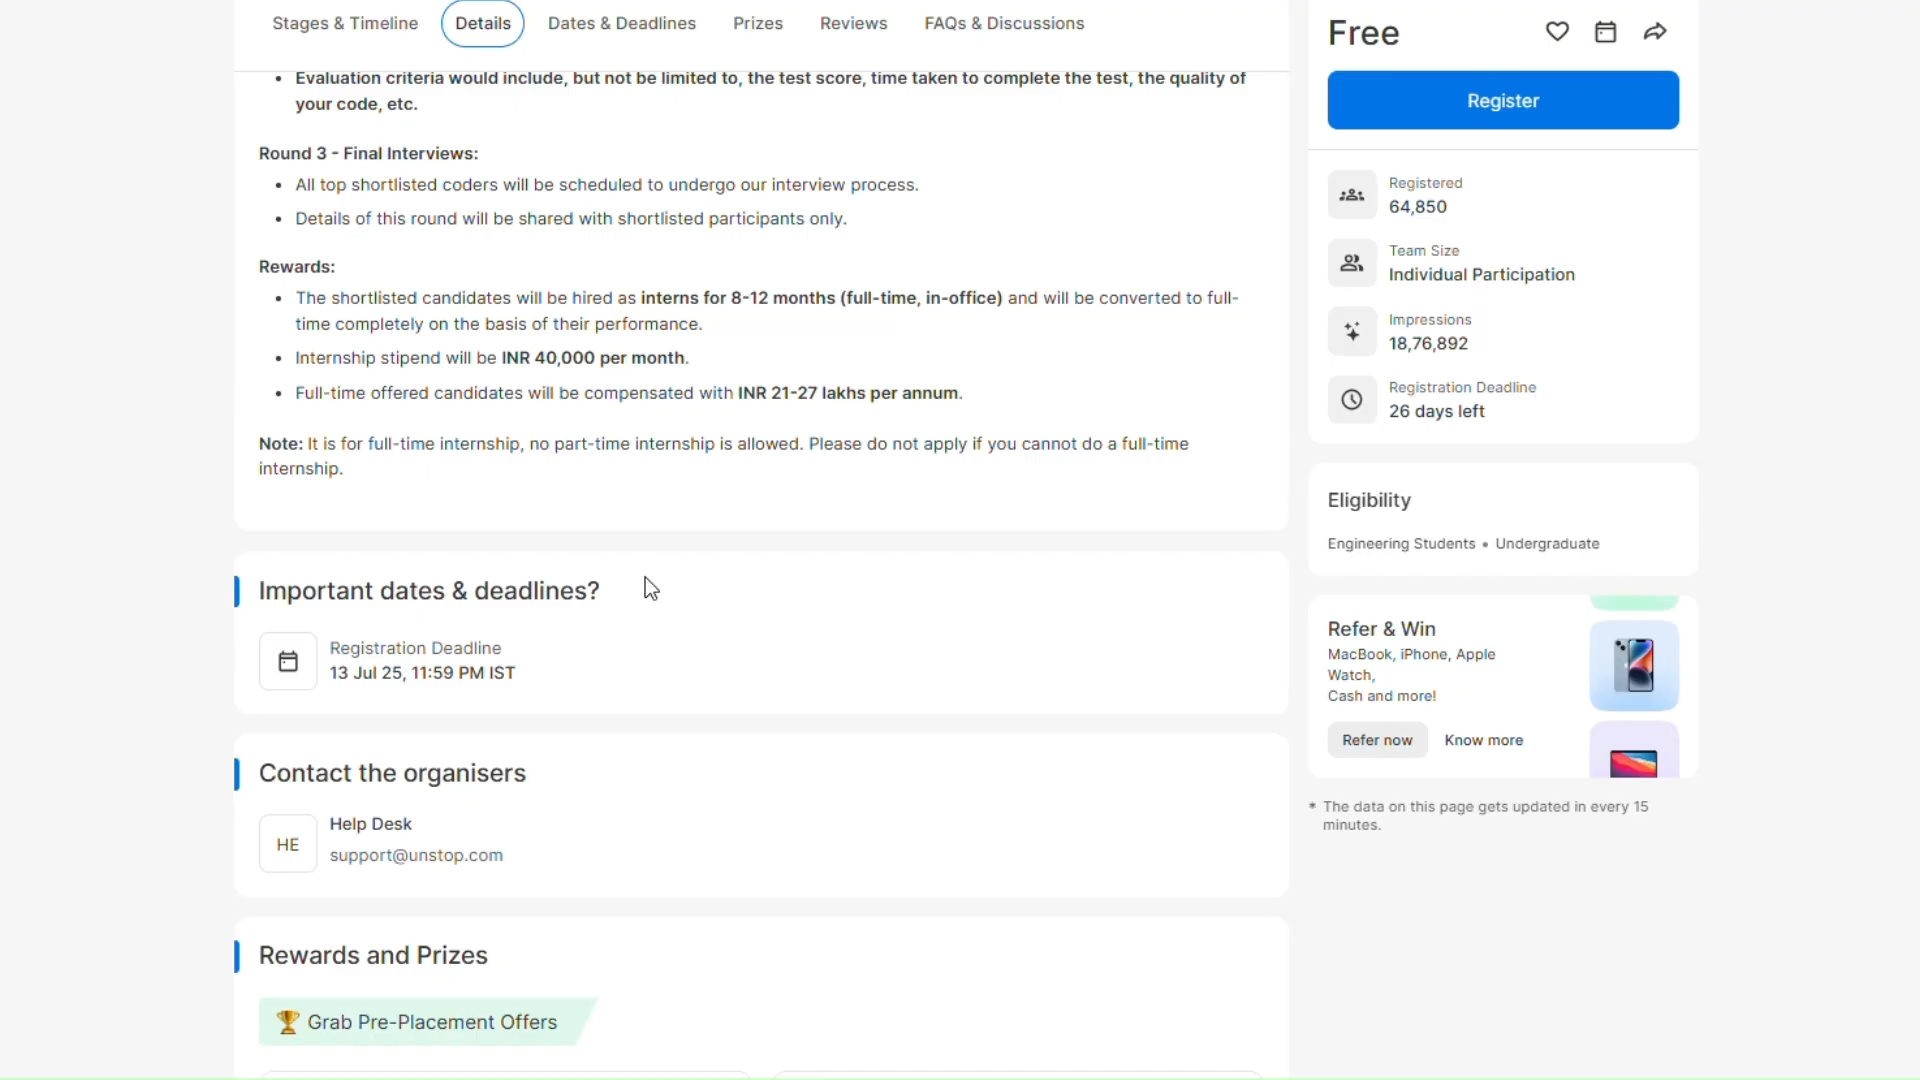 Stages & Timeline
Details
Dates & Deadlines
Prizes
Reviews
FAQs & Discussions
• Evaluation criteria would include, but not be limited to, the test score, time taken to complete the test, the quality of
your code, etc.
Round 3 - Final Interviews:
• All top shortlisted coders will be scheduled to undergo our interview process.
• Details of this round will be shared with shortlisted participants only.
Rewards:
• The shortlisted candidates will be hired as interns for 8-12 months (full-time, in-office) and will be converted to full-
time completely on the basis of their performance.
• Internship stipend will be INR 40,000 per month.
• Full-time offered candidates will be compensated with INR 21-27 lakhs per annum.
Note: It is for full-time internship, no part-time internship is allowed. Please do not apply if you cannot do a full-time
internship.
Important dates & deadlines?
Registration Deadline
13 Jul 25, 11:59 PM IST
Contact the organisers
HE
Help Desk
support@unstop.com
Rewards and Prizes
Grab Pre-Placement Offers
Free
Register
Registered
64,850
Team Size
Individual Participation
Impressions
18,76,892
Registration Deadline
26 days left
Eligibility
Engineering Students • Undergraduate
Refer & Win
MacBook, iPhone, Apple
Watch,
Cash and more!
Refer now
Know more
* The data on this page gets updated in every 15
minutes.